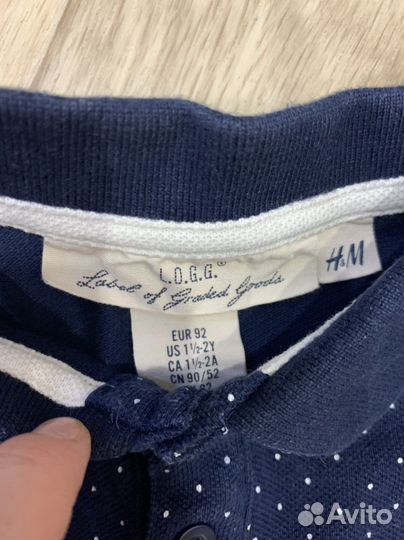 L.O.G.G.®
Label of Graded Goods
H&M
EUR 92
US 1½-2Y
CA 1½-2A
CN 90/52
Avito